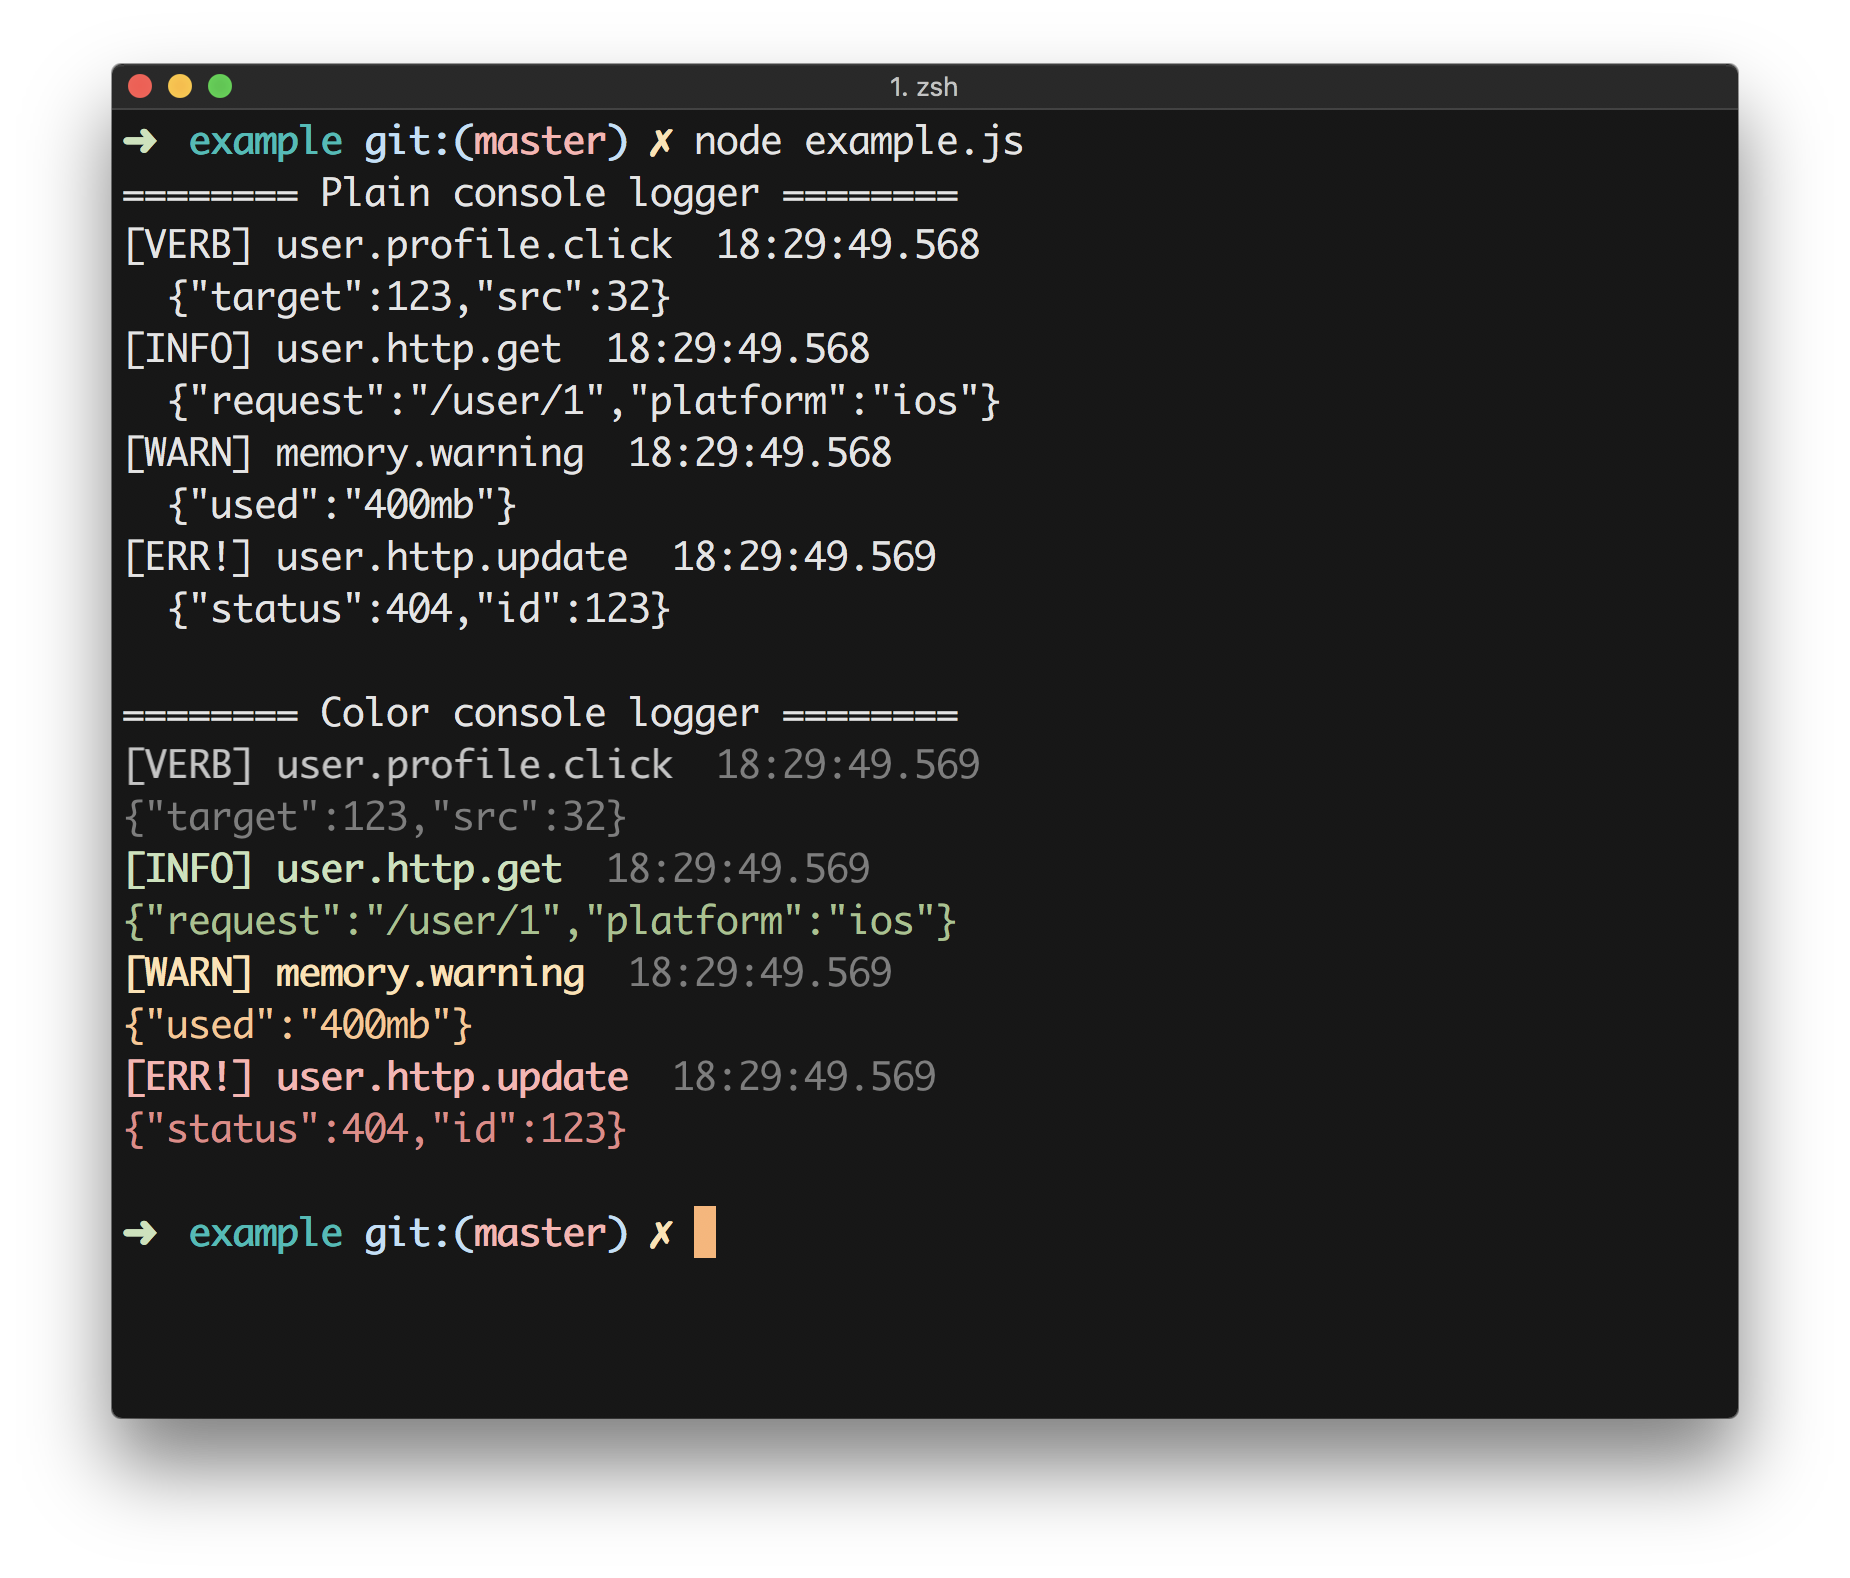 1. zsh
➜  example git:(master) ✗ node example.js
======== Plain console logger ========
[VERB] user.profile.click  18:29:49.568
  {"target":123,"src":32}
[INFO] user.http.get  18:29:49.568
  {"request":"/user/1","platform":"ios"}
[WARN] memory.warning  18:29:49.568
  {"used":"400mb"}
[ERR!] user.http.update  18:29:49.569
  {"status":404,"id":123}

======== Color console logger ========
[VERB] user.profile.click  18:29:49.569
{"target":123,"src":32}
[INFO] user.http.get  18:29:49.569
{"request":"/user/1","platform":"ios"}
[WARN] memory.warning  18:29:49.569
{"used":"400mb"}
[ERR!] user.http.update  18:29:49.569
{"status":404,"id":123}

➜  example git:(master) ✗